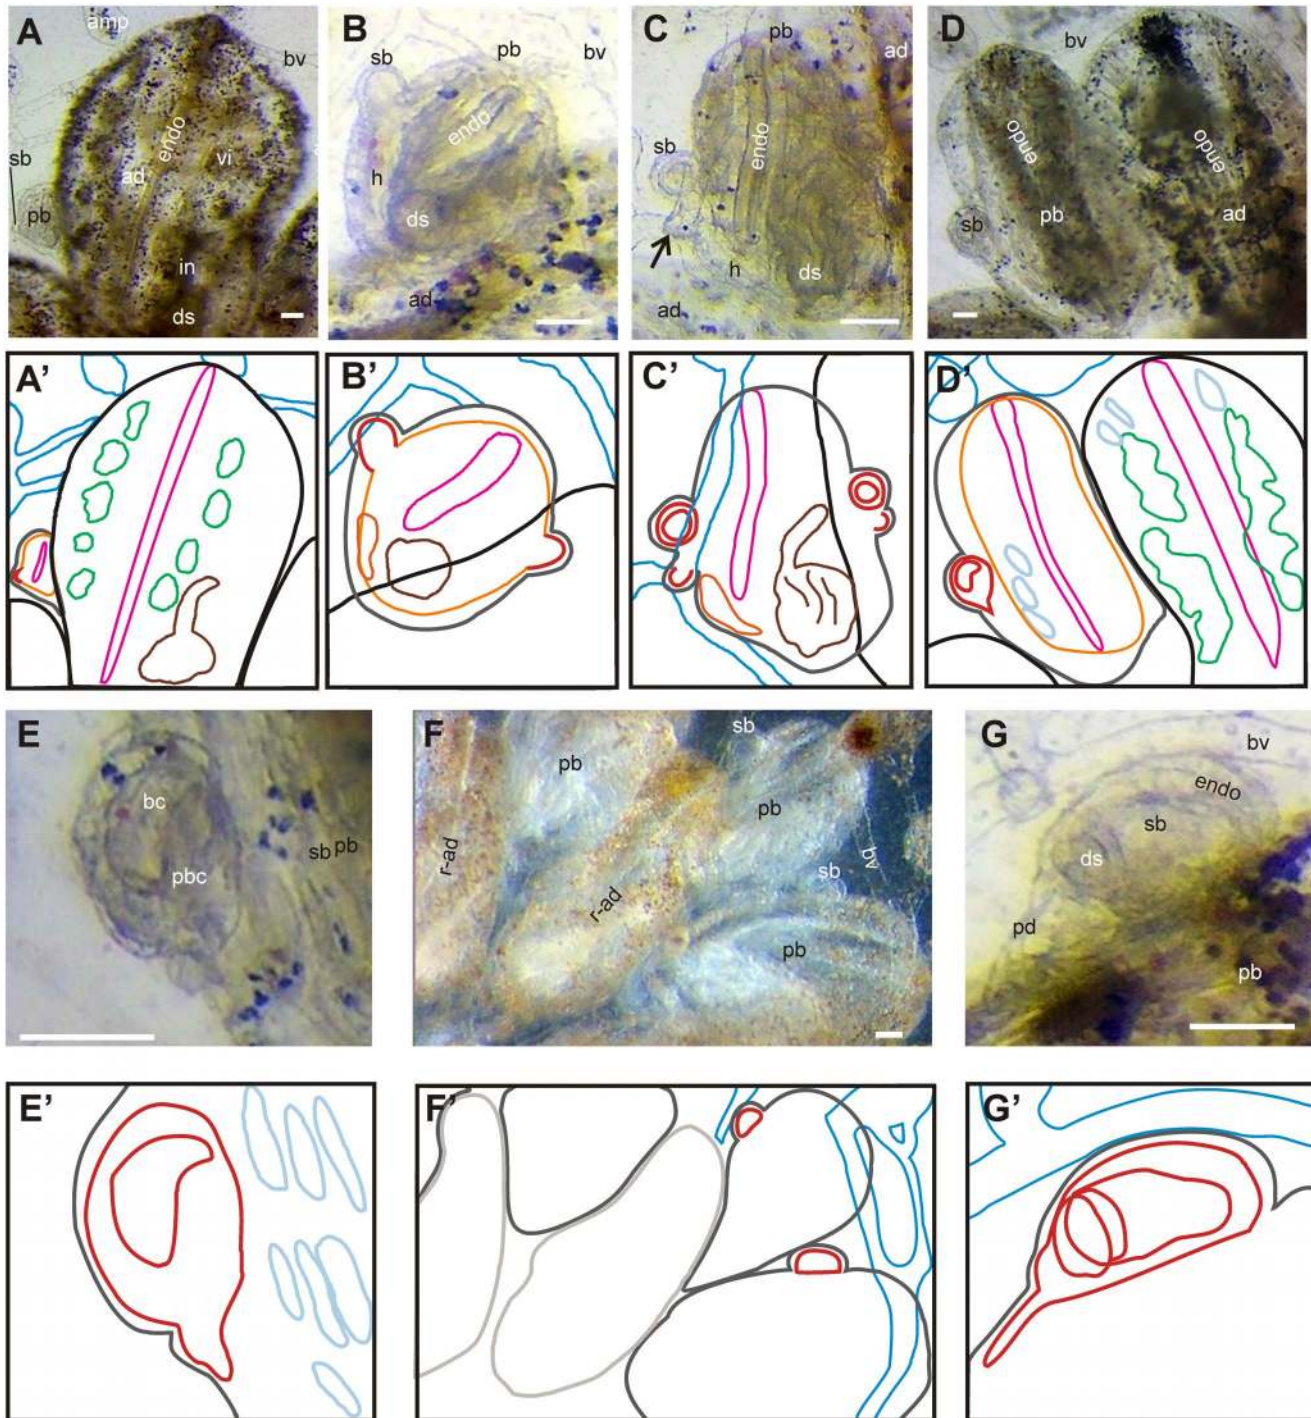 A
amp
bv
endo
ad
vi
sb
pb
in
ds
B
sb
pb
bv
endo
h
ds
ad
C
pb
ad
sb
endo
h
ds
ad
D
bv
endo
endo
pb
ad
sb
A'
B'
C'
D'
E
bc
pbc
sb pb
F
sb
pb
pb
r-ad
r-ad
sb
bv
pb
G
bv
endo
sb
ds
pd
pb
E'
F'
G'